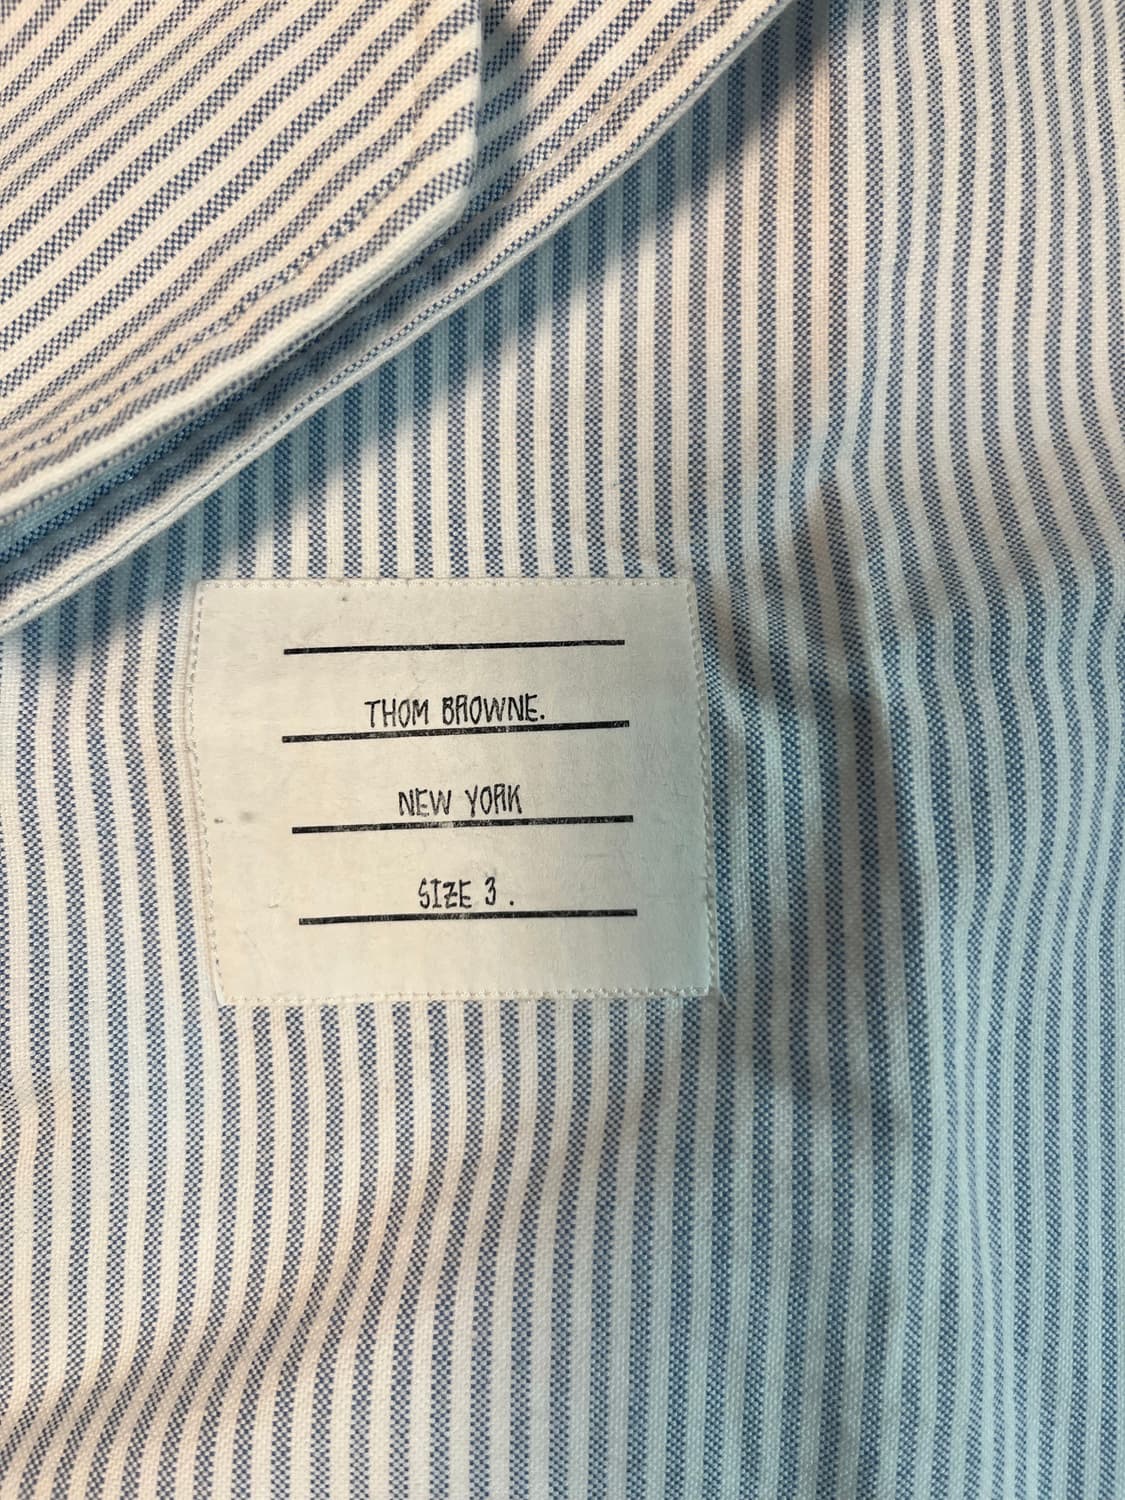 THOM BROWNE.
NEW YORK
SIZE 3.